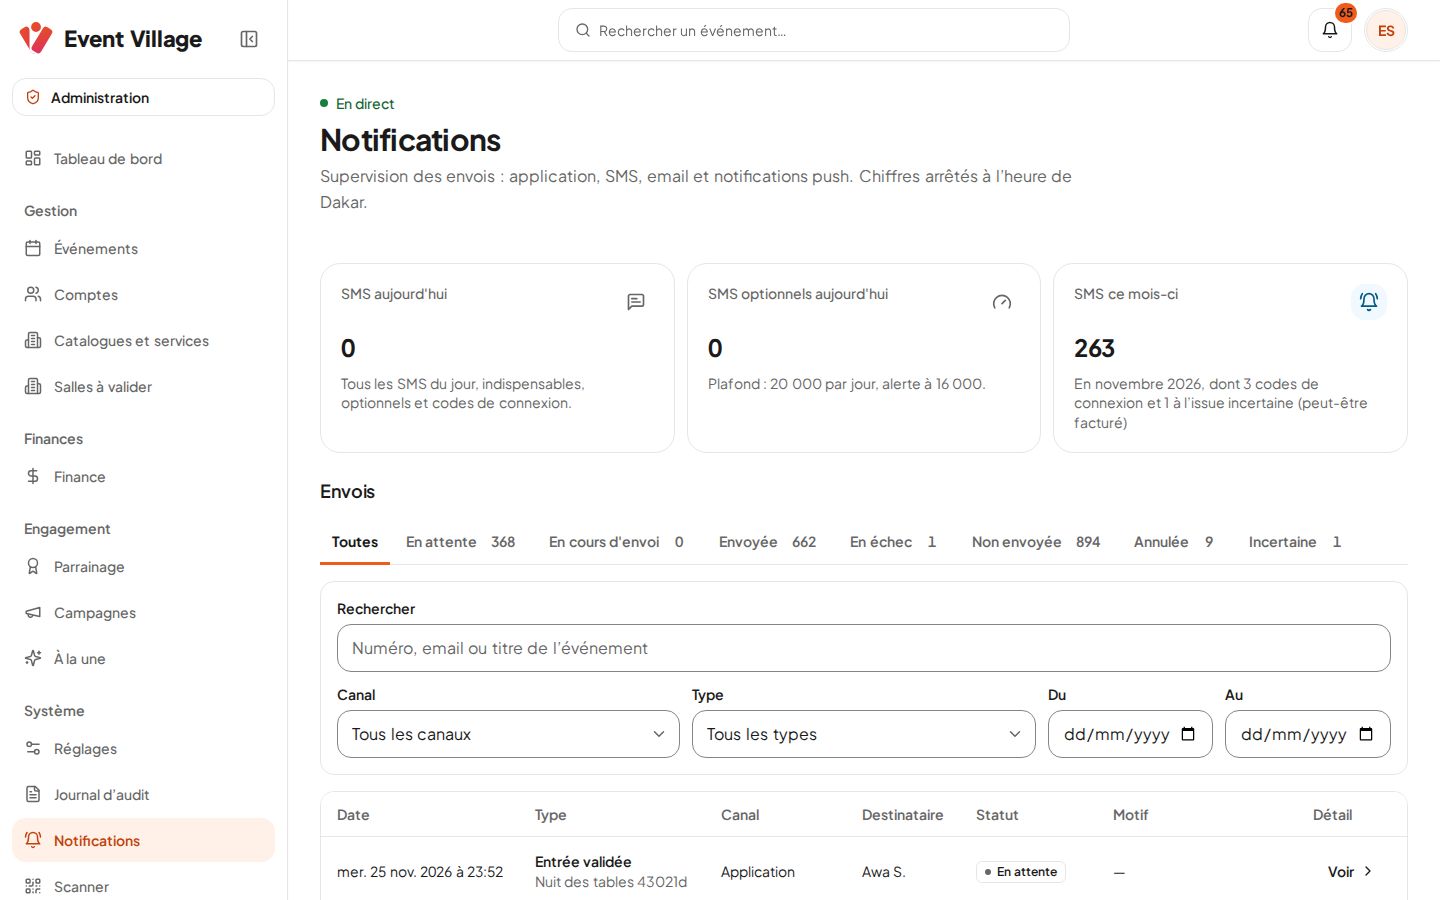 Event Village
Rechercher un événement...
65
ES
Administration
Tableau de bord
Gestion
Événements
Comptes
Catalogues et services
Salles à valider
Finances
Finance
Engagement
Parrainage
Campagnes
À la une
Système
Réglages
Journal d’audit
Notifications
Scanner
En direct
Notifications
Supervision des envois : application, SMS, email et notifications push. Chiffres arrêtés à l’heure de
Dakar.
SMS aujourd'hui
0
Tous les SMS du jour, indispensables,
optionnels et codes de connexion.
SMS optionnels aujourd'hui
0
Plafond : 20 000 par jour, alerte à 16 000.
SMS ce mois-ci
263
En novembre 2026, dont 3 codes de
connexion et 1 à l’issue incertaine (peut-être
facturé)
Envois
Toutes En attente 368 En cours d'envoi 0 Envoyée 662 En échec 1 Non envoyée 894 Annulée 9 Incertaine 1
Rechercher
Numéro, email ou titre de l’événement
Canal Type Du Au
Tous les canaux Tous les types dd/mm/yyyy dd/mm/yyyy
Date Type Canal Destinataire Statut Motif Détail
mer. 25 nov. 2026 à 23:52 Entrée validée Application Awa S. En attente — Voir
Nuit des tables 43021d